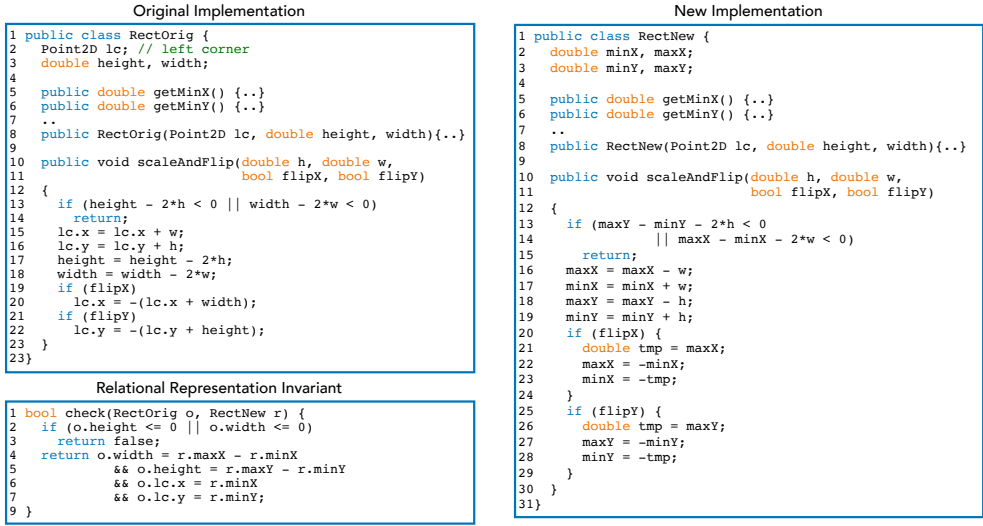 Original Implementation
1 public class RectOrig {
2   Point2D lc; // left corner
3   double height, width;
4
5   public double getMinX() {..}
6   public double getMinY() {..}
7   ..
8   public RectOrig(Point2D lc, double height, width){..}
9
10  public void scaleAndFlip(double h, double w,
11                           bool flipX, bool flipY)
12  {
13    if (height - 2*h < 0 || width - 2*w < 0)
14      return;
15    lc.x = lc.x + w;
16    lc.y = lc.y + h;
17    height = height - 2*h;
18    width = width - 2*w;
19    if (flipX)
20      lc.x = -(lc.x + width);
21    if (flipY)
22      lc.y = -(lc.y + height);
23  }
23}
Relational Representation Invariant
1 bool check(RectOrig o, RectNew r) {
2   if (o.height <= 0 || o.width <= 0)
3     return false;
4   return o.width = r.maxX - r.minX
5          && o.height = r.maxY - r.minY
6          && o.lc.x = r.minX
7          && o.lc.y = r.minY;
9 }
New Implementation
1 public class RectNew {
2   double minX, maxX;
3   double minY, maxY;
4
5   public double getMinX() {..}
6   public double getMinY() {..}
7   ..
8   public RectNew(Point2D lc, double height, width){..}
9
10  public void scaleAndFlip(double h, double w,
11                           bool flipX, bool flipY)
12  {
13    if (maxY - minY - 2*h < 0
14              || maxX - minX - 2*w < 0)
15      return;
16    maxX = maxX - w;
17    minX = minX + w;
18    maxY = maxY - h;
19    minY = minY + h;
20    if (flipX) {
21      double tmp = maxX;
22      maxX = -minX;
23      minX = -tmp;
24    }
25    if (flipY) {
26      double tmp = maxY;
27      maxY = -minY;
28      minY = -tmp;
29    }
30  }
31}